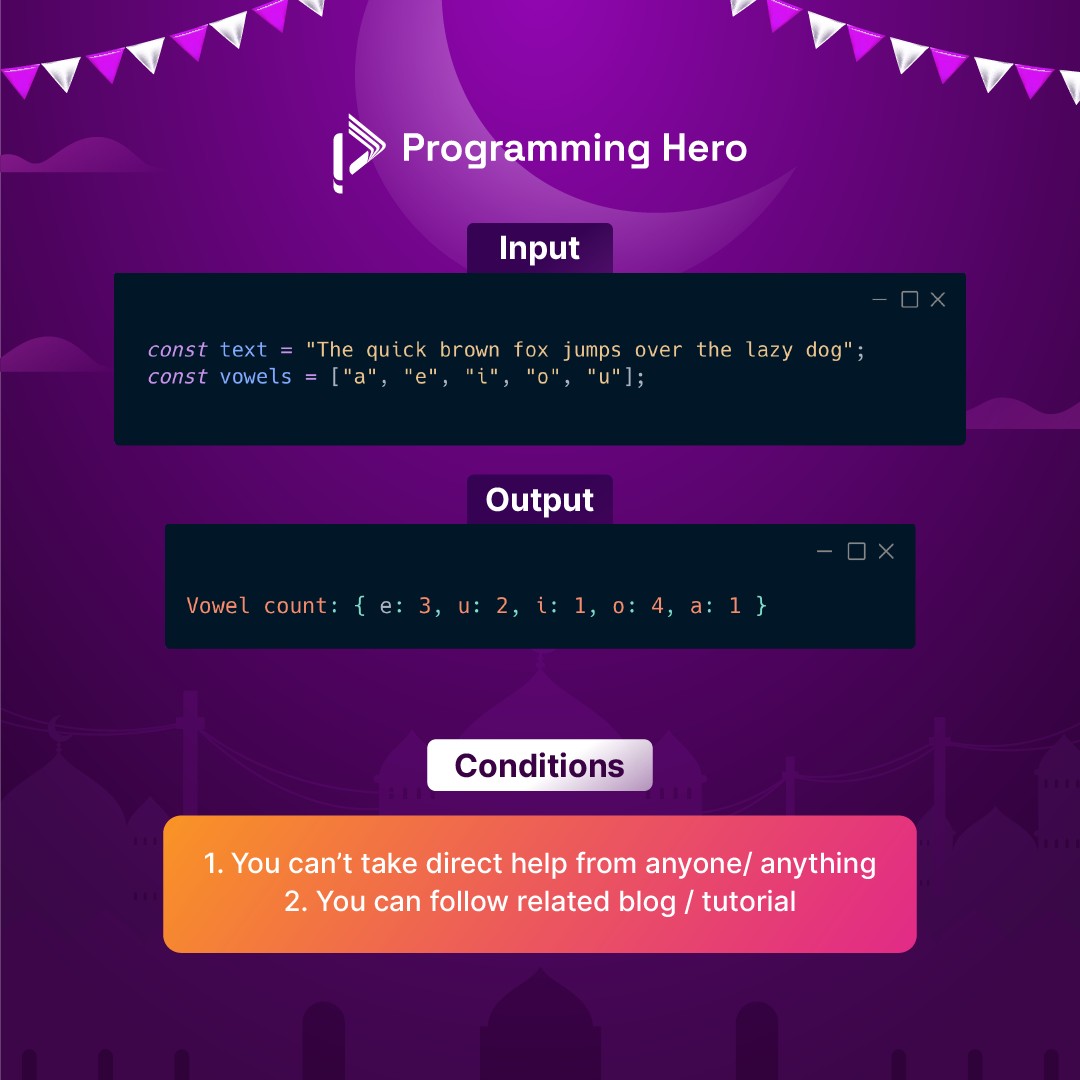 Programming Hero
Input
const text = "The quick brown fox jumps over the lazy dog";
const vowels = ["a", "e", "i", "o", "u"];
Output
Vowel count: { e: 3, u: 2, i: 1, o: 4, a: 1 }
Conditions
1. You can’t take direct help from anyone/ anything
2. You can follow related blog / tutorial